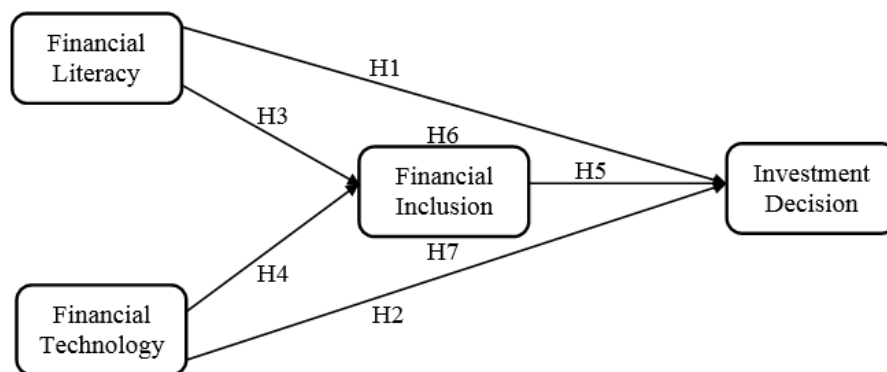 Financial
Literacy
H1
H3
H6
Financial
Inclusion
H5
Investment
Decision
H7
H4
Financial
Technology
H2